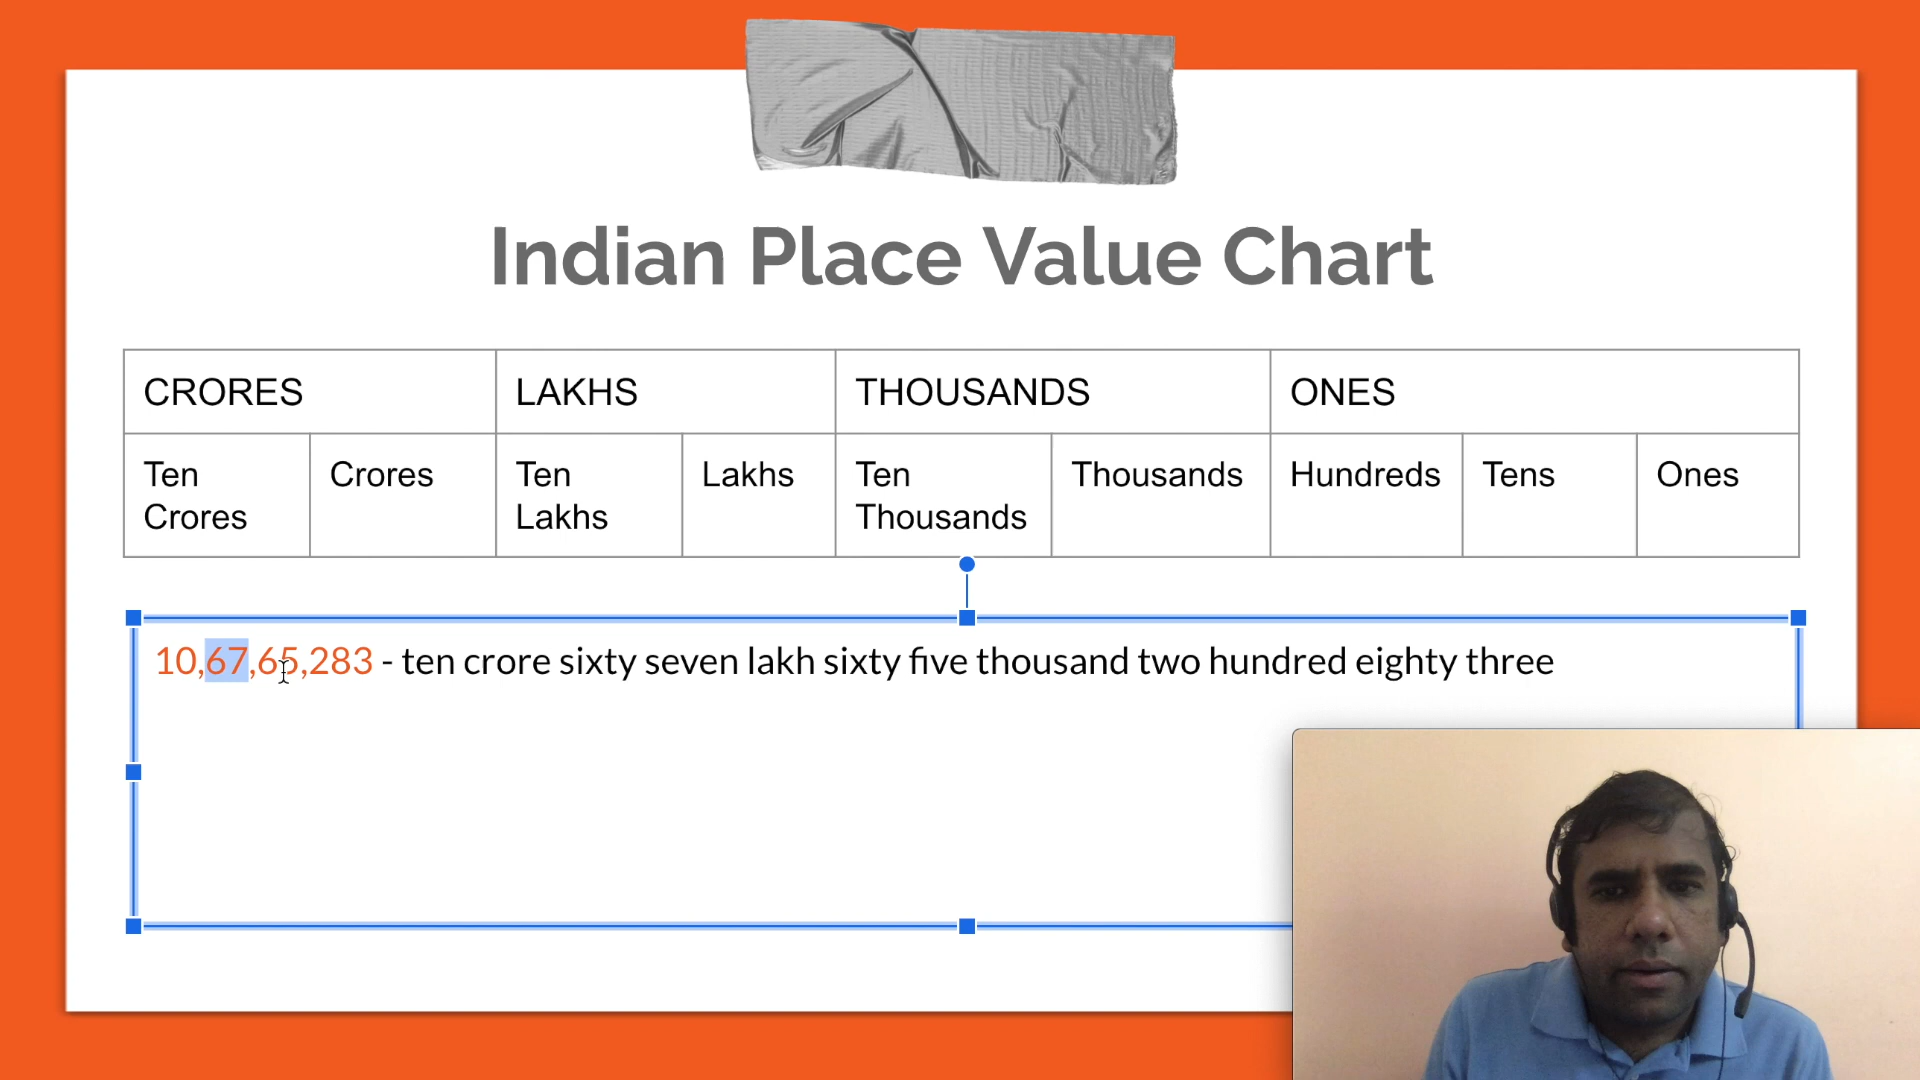 Indian Place Value Chart
CRORES LAKHS THOUSANDS ONES
Ten Crores Crores Ten Lakhs Lakhs Ten Thousands Thousands Hundreds Tens Ones
10,67,65,283 - ten crore sixty seven lakh sixty five thousand two hundred eighty three